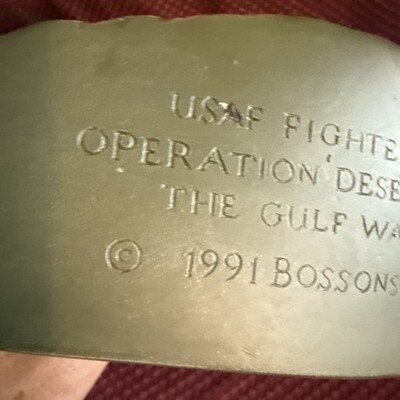 USAF FIGHTE
OPERATION 'DESE
THE GULF WA
© 1991 BOSSONS